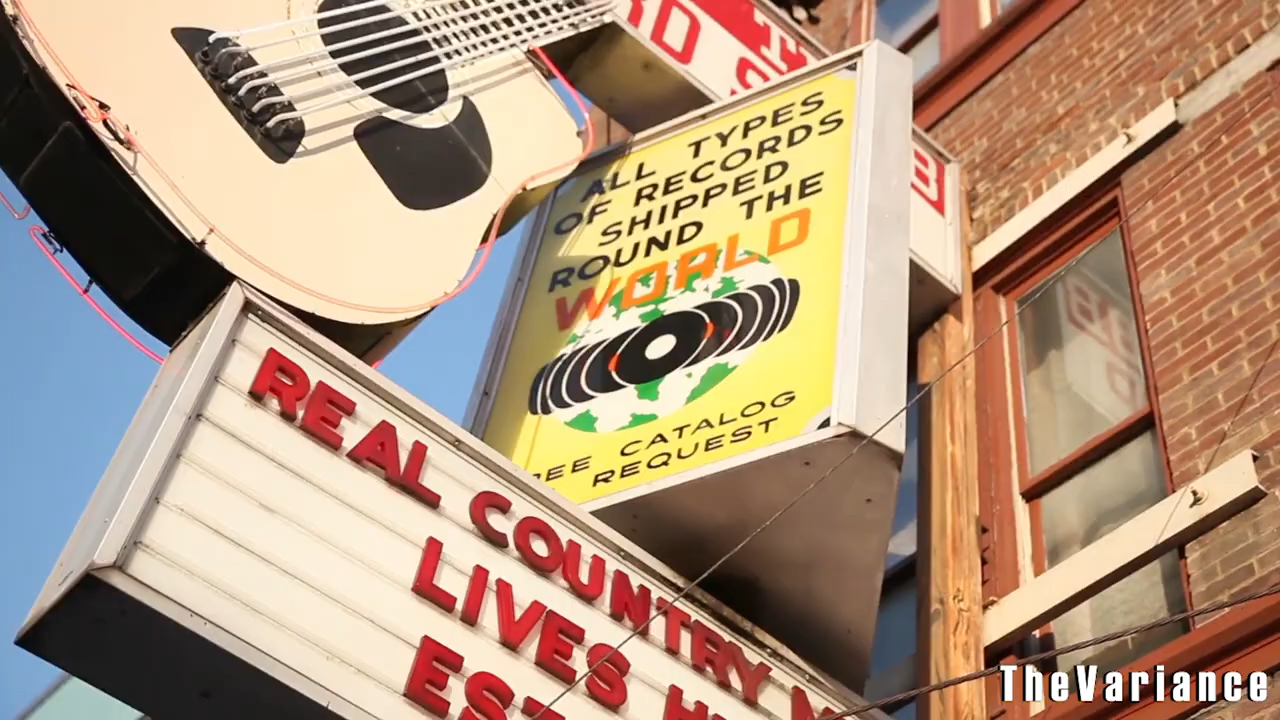 ALL TYPES
OF RECORDS
SHIPPED
ROUND THE
WORLD
CATALOG
REQUEST
REAL COUNTRY
LIVES
TheVariance